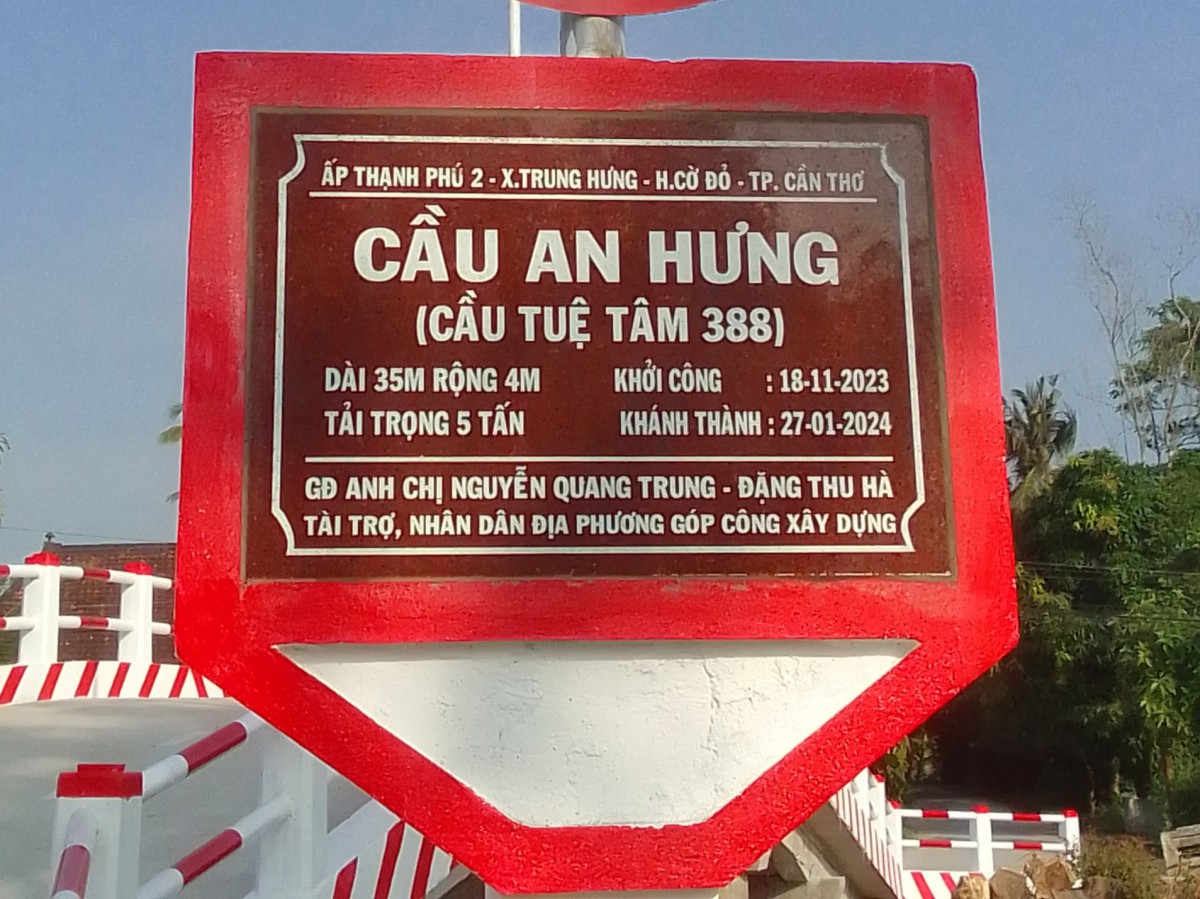 ẤP THẠNH PHÚ 2 - X.TRUNG HƯNG - H.CỜ ĐỎ - TP. CẦN THƠ
CẦU AN HƯNG
(CẦU TUỆ TÂM 388)
DÀI 35M RỘNG 4M KHỞI CÔNG : 18-11-2023
TẢI TRỌNG 5 TẤN KHÁNH THÀNH : 27-01-2024
GĐ ANH CHỊ NGUYỄN QUANG TRUNG - ĐẶNG THU HÀ
TÀI TRỢ, NHÂN DÂN ĐỊA PHƯƠNG GÓP CÔNG XÂY DỰNG